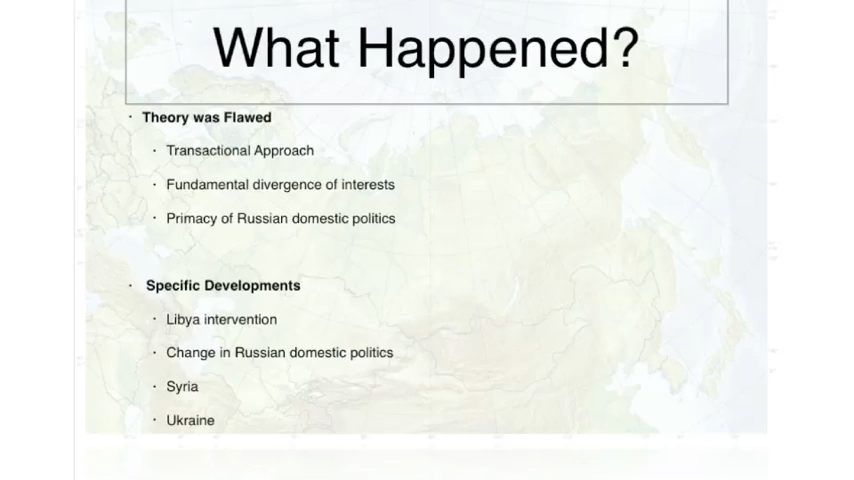 What Happened?
· Theory was Flawed
· Transactional Approach
· Fundamental divergence of interests
· Primacy of Russian domestic politics
· Specific Developments
· Libya intervention
· Change in Russian domestic politics
· Syria
· Ukraine